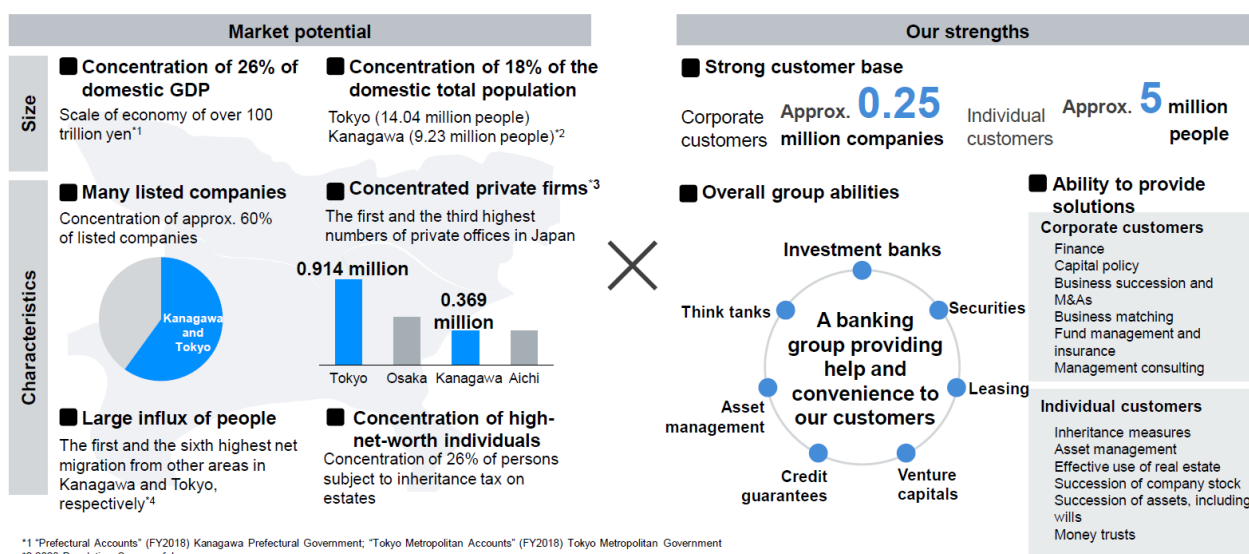 Market potential
Size
Concentration of 26% of
domestic GDP
Scale of economy of over 100
trillion yen*1
Concentration of 18% of the
domestic total population
Tokyo (14.04 million people)
Kanagawa (9.23 million people)*2
Characteristics
Many listed companies
Concentration of approx. 60%
of listed companies
Kanagawa
and
Tokyo
Concentrated private firms*3
The first and the third highest
numbers of private offices in Japan
0.914 million
0.369
million
Tokyo Osaka Kanagawa Aichi
Large influx of people
The first and the sixth highest net
migration from other areas in
Kanagawa and Tokyo,
respectively*4
Concentration of high-
net-worth individuals
Concentration of 26% of persons
subject to inheritance tax on
estates
Our strengths
Strong customer base
Corporate
customers
Approx. 0.25
million companies
Individual
customers
Approx. 5 million
people
Overall group abilities
Investment banks
Securities
Leasing
Venture
capitals
Credit
guarantees
Asset
management
Think tanks
A banking
group providing
help and
convenience to
our customers
Ability to provide
solutions
Corporate customers
Finance
Capital policy
Business succession and
M&As
Business matching
Fund management and
insurance
Management consulting
Individual customers
Inheritance measures
Asset management
Effective use of real estate
Succession of company stock
Succession of assets, including
wills
Money trusts
*1 "Prefectural Accounts" (FY2018) Kanagawa Prefectural Government; "Tokyo Metropolitan Accounts" (FY2018) Tokyo Metropolitan Government